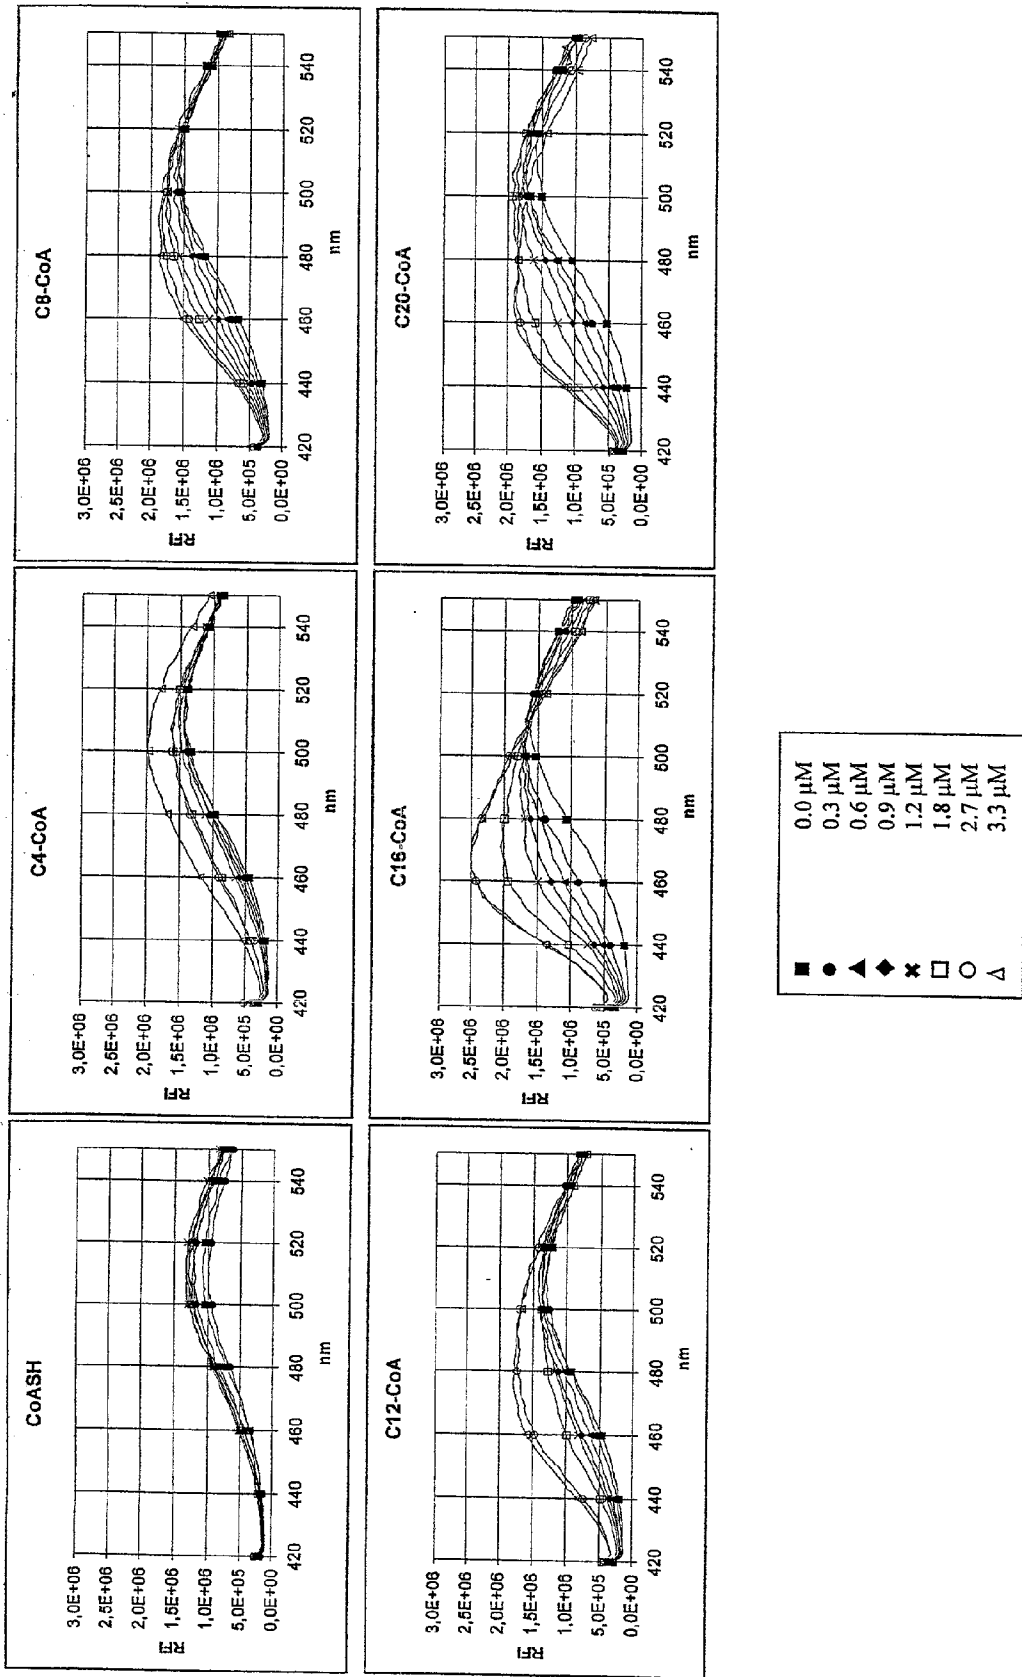 CoASH
RFI
3,0E+06
2,5E+06
2,0E+06
1,5E+06
1,0E+06
5,0E+05
0,0E+00
420 440 460 480 500 520 540
nm
C4-CoA
RFI
3,0E+06
2,5E+06
2,0E+06
1,5E+06
1,0E+06
5,0E+05
0,0E+00
420 440 460 480 500 520 540
nm
C8-CoA
RFI
3,0E+06
2,5E+06
2,0E+06
1,5E+06
1,0E+06
5,0E+05
0,0E+00
420 440 460 480 500 520 540
nm
C12-CoA
RFI
3,0E+06
2,5E+06
2,0E+06
1,5E+06
1,0E+06
5,0E+05
0,0E+00
420 440 460 480 500 520 540
nm
C16-CoA
RFI
3,0E+06
2,5E+06
2,0E+06
1,5E+06
1,0E+06
5,0E+05
0,0E+00
420 440 460 480 500 520 540
nm
C20-CoA
RFI
3,0E+06
2,5E+06
2,0E+06
1,5E+06
1,0E+06
5,0E+05
0,0E+00
420 440 460 480 500 520 540
nm
0.0 µM
0.3 µM
0.6 µM
0.9 µM
1.2 µM
1.8 µM
2.7 µM
3.3 µM